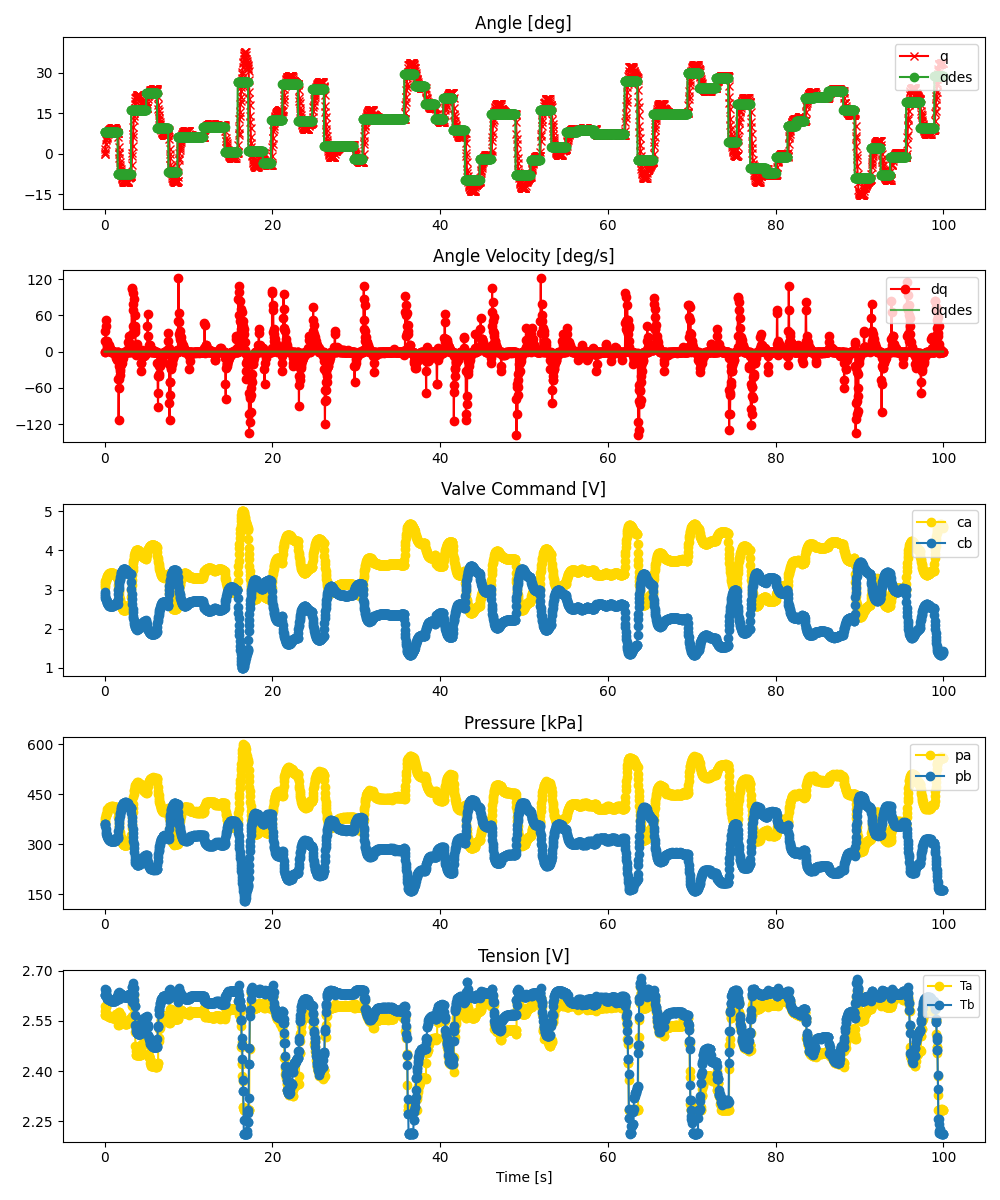 Angle [deg]
30
15
0
−15
q
qdes
0 20 40 60 80 100
Angle Velocity [deg/s]
120
60
0
−60
−120
dq
dqdes
0 20 40 60 80 100
Valve Command [V]
5
4
3
2
1
ca
cb
0 20 40 60 80 100
Pressure [kPa]
600
450
300
150
pa
pb
0 20 40 60 80 100
Tension [V]
2.70
2.55
2.40
2.25
Ta
Tb
0 20 40 60 80 100
Time [s]